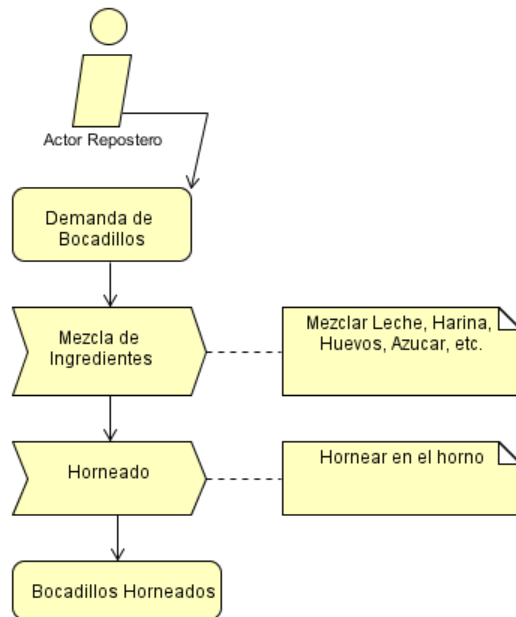 Actor Repostero
Demanda de
Bocadillos
Mezcla de
Ingredientes
Mezclar Leche, Harina,
Huevos, Azucar, etc.
Horneado
Hornear en el horno
Bocadillos Horneados